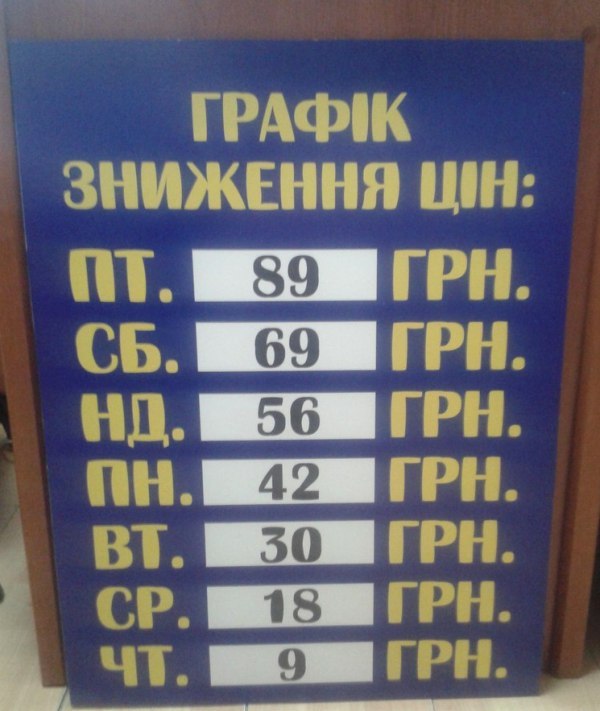 ГРАФІК
ЗНИЖЕННЯ ЦІН:
ПТ. 89 ГРН.
СБ. 69 ГРН.
НД. 56 ГРН.
ПН. 42 ГРН.
ВТ. 30 ГРН.
СР. 18 ГРН.
ЧТ. 9 ГРН.